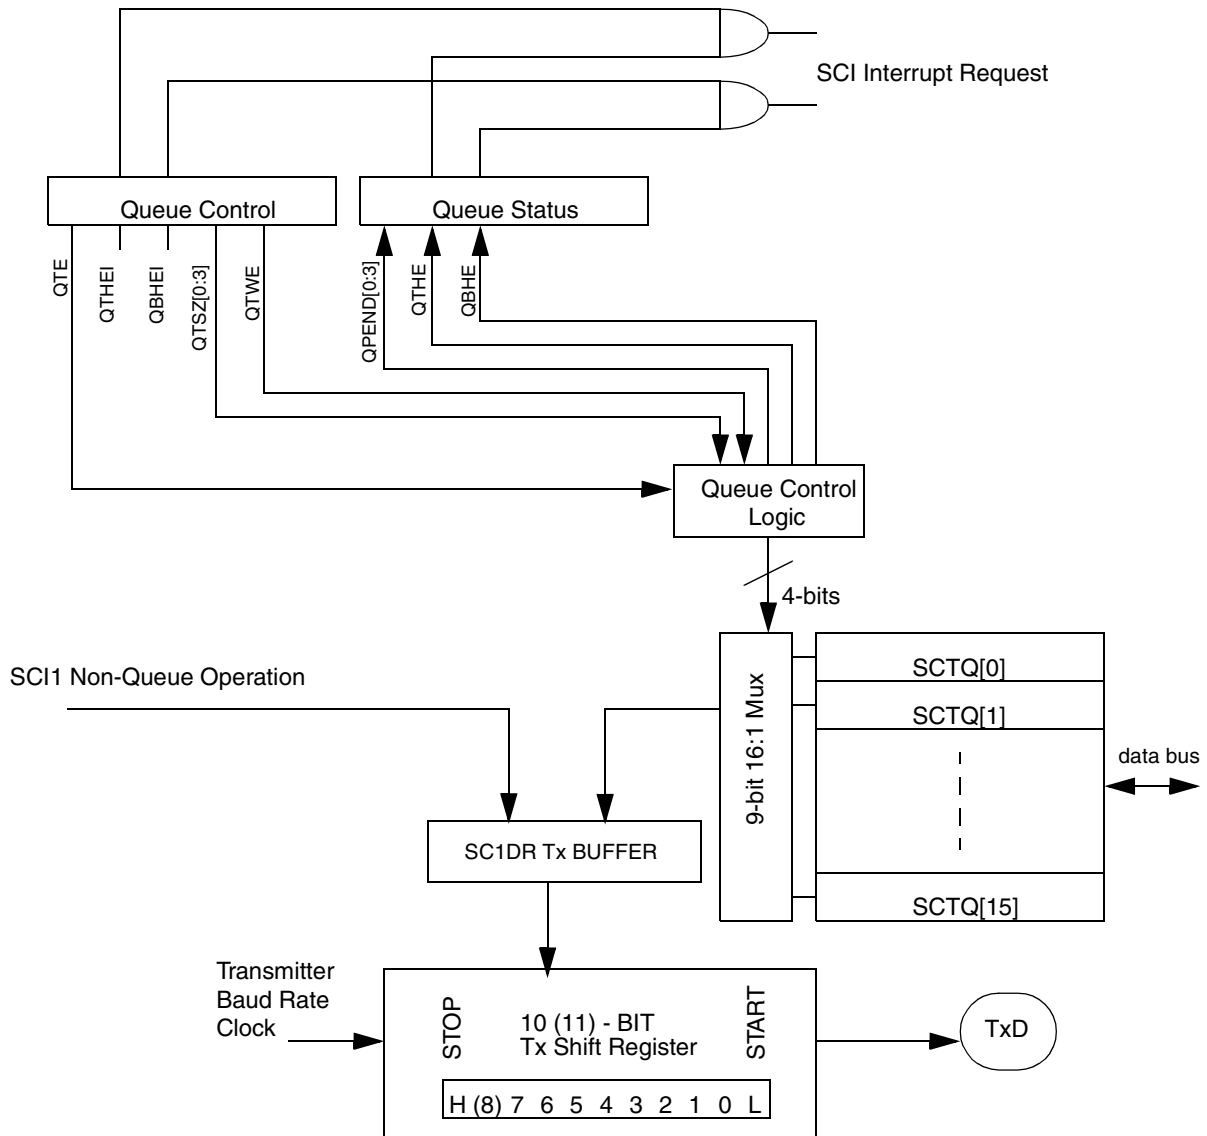 SCI Interrupt Request
Queue Control
Queue Status
QTE
QTHEI
QBHEI
QTSZ[0:3]
QTWE
QPEND[0:3]
QTHE
QBHE
Queue Control
Logic
4-bits
SCI1 Non-Queue Operation
9-bit 16:1 Mux
SCTQ[0]
SCTQ[1]
data bus
SC1DR Tx BUFFER
SCTQ[15]
Transmitter
Baud Rate
Clock
STOP
10 (11) - BIT
Tx Shift Register
START
TxD
H (8) 7 6 5 4 3 2 1 0 L